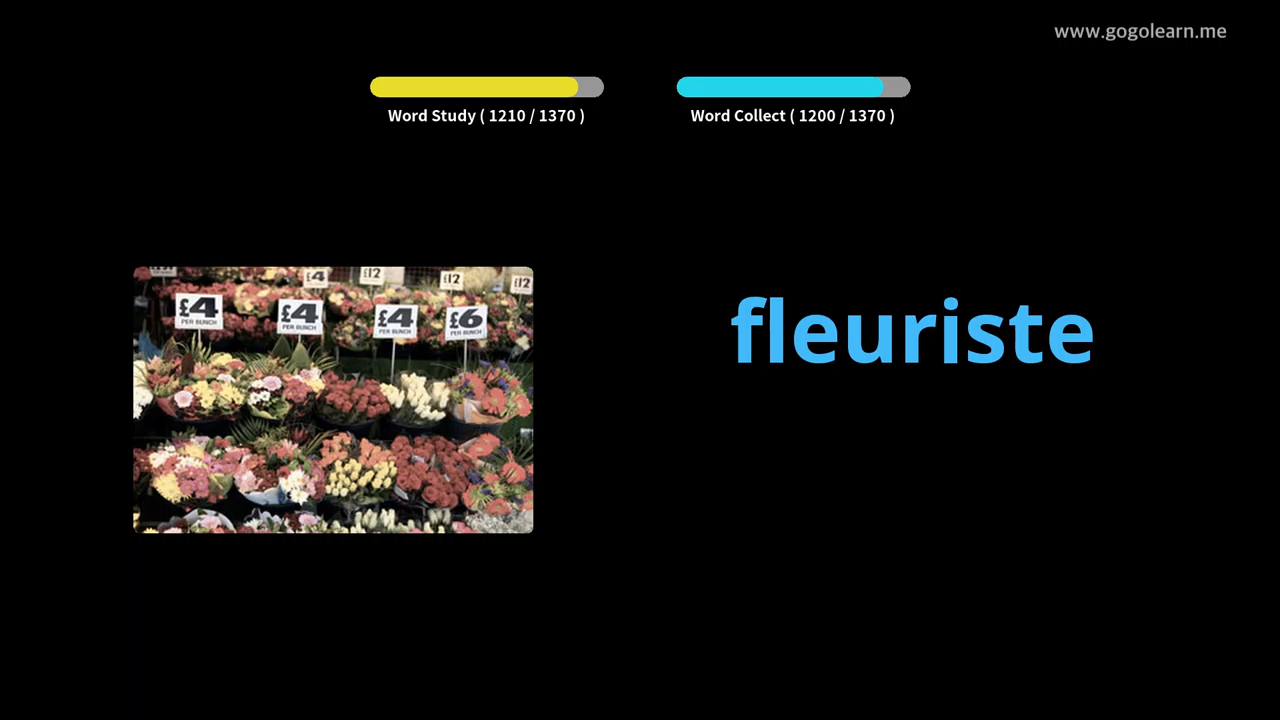 www.gogolearn.me
Word Study ( 1210 / 1370 )
Word Collect ( 1200 / 1370 )
£4
£12
£12
£12
£4
PER BUNCH
£4
PER BUNCH
£4
PER BUNCH
£6
PER BUNCH
fleuriste